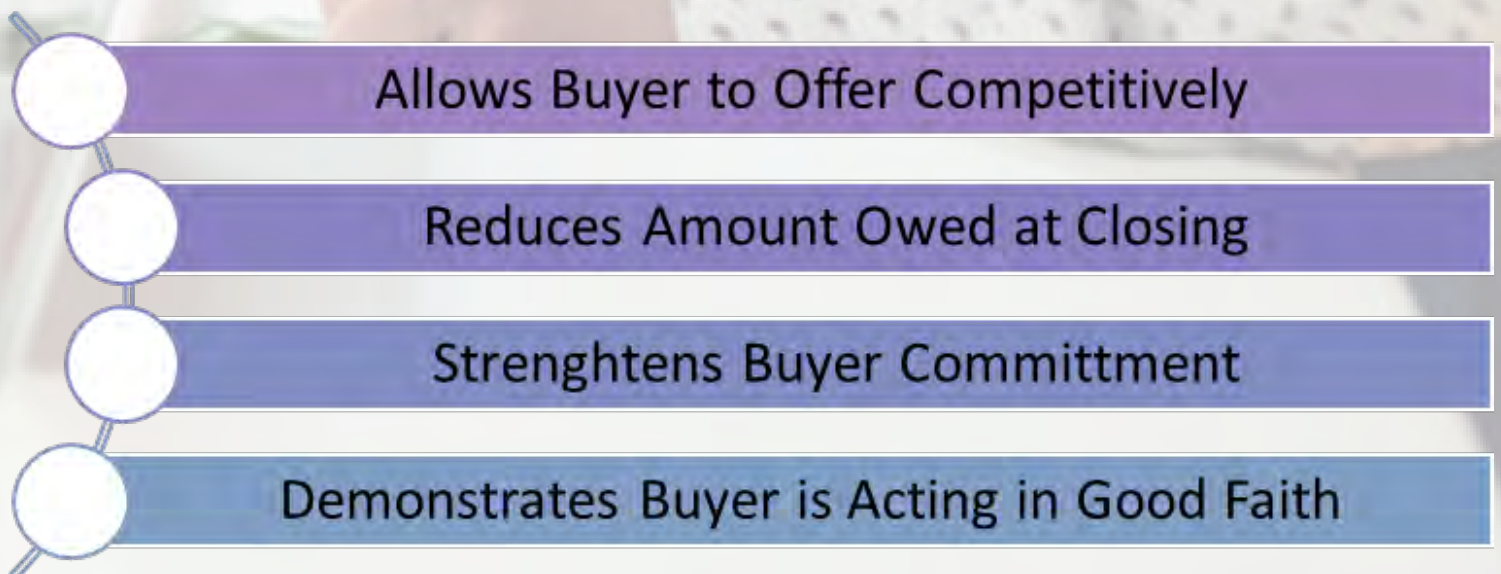 Allows Buyer to Offer Competitively
Reduces Amount Owed at Closing
Strenghtens Buyer Committment
Demonstrates Buyer is Acting in Good Faith